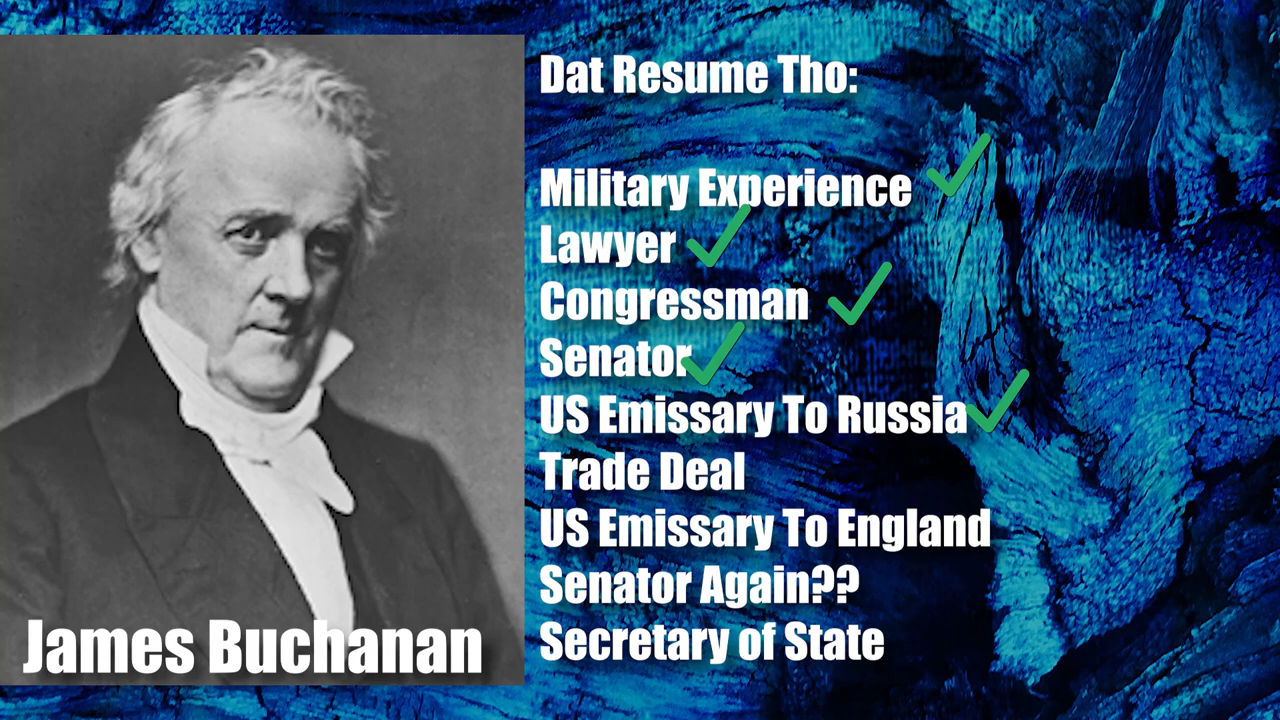 Dat Resume Tho:
Military Experience
Lawyer
Congressman
Senator
US Emissary To Russia
Trade Deal
US Emissary To England
Senator Again??
Secretary of State
James Buchanan